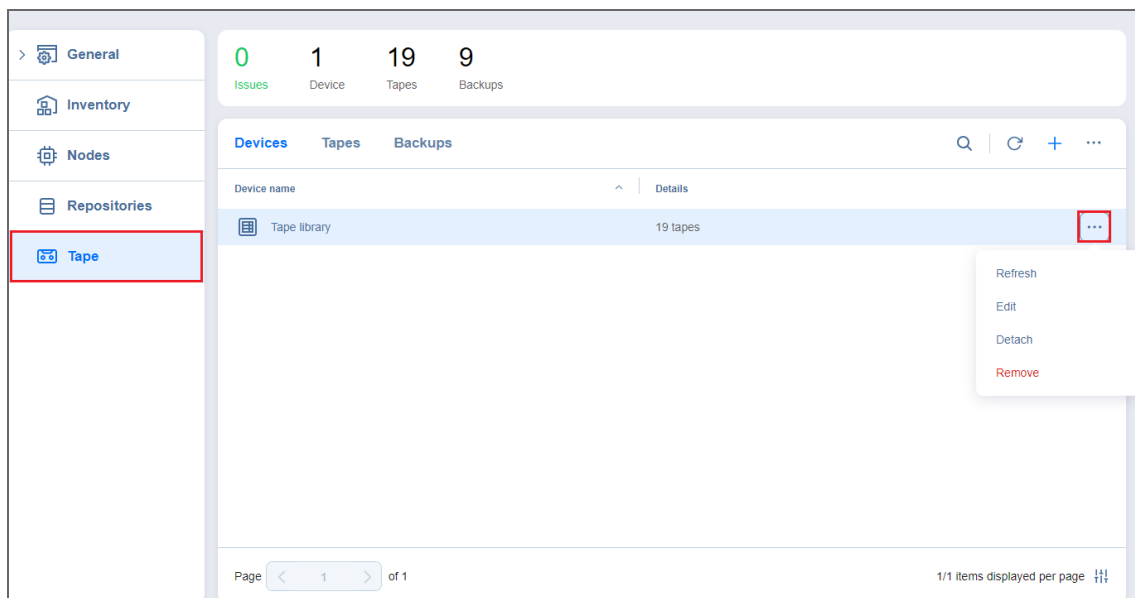 General
Inventory
Nodes
Repositories
Tape
0 1 19 9
Issues Device Tapes Backups
Devices Tapes Backups
Device name Details
Tape library 19 tapes
Refresh
Edit
Detach
Remove
Page 1 of 1 1/1 items displayed per page